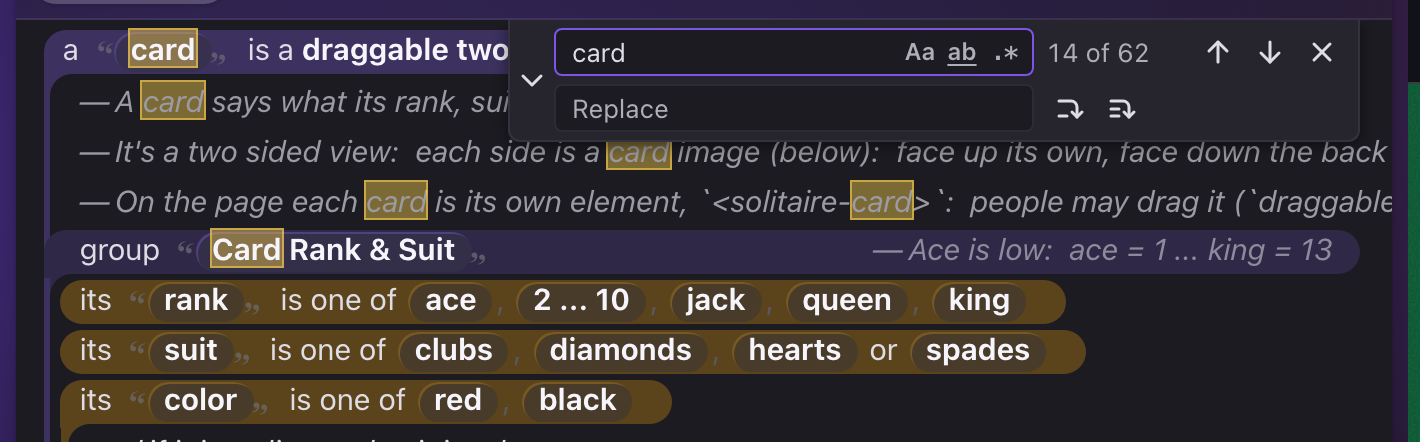 a “card” is a draggable two
card Aa ab .* 14 of 62
— A card says what its rank, sui
Replace
— It's a two sided view: each side is a card image (below): face up its own, face down the back
— On the page each card is its own element, `<solitaire-card>`: people may drag it (`draggable
group “Card Rank & Suit” — Ace is low: ace = 1 ... king = 13
its “rank” is one of ace, 2 ... 10, jack, queen, king
its “suit” is one of clubs, diamonds, hearts or spades
its “color” is one of red, black